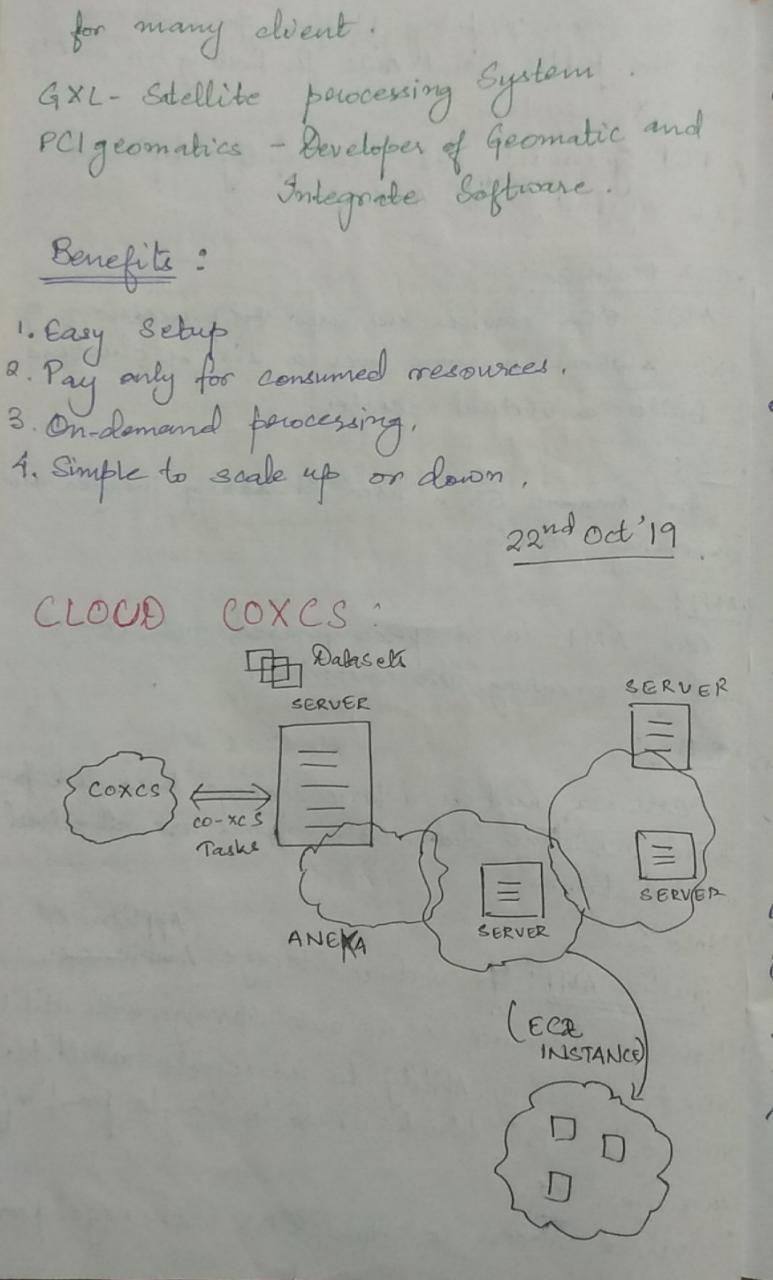 for many client.
GXL - Satellite processing System.
PCI geomatics - Developer of Geomatic and
Integrate Software.
Benefits :
1. Easy Setup
2. Pay only for consumed resources.
3. On-demand processing.
4. Simple to scale up or down.
22nd Oct'19
CLOUD COXCS :
Datasets
SERVER
SERVER
COXCS
CO-XCS
Tasks
SERVER
SERVER
ANEKA
(EC2
INSTANCE)